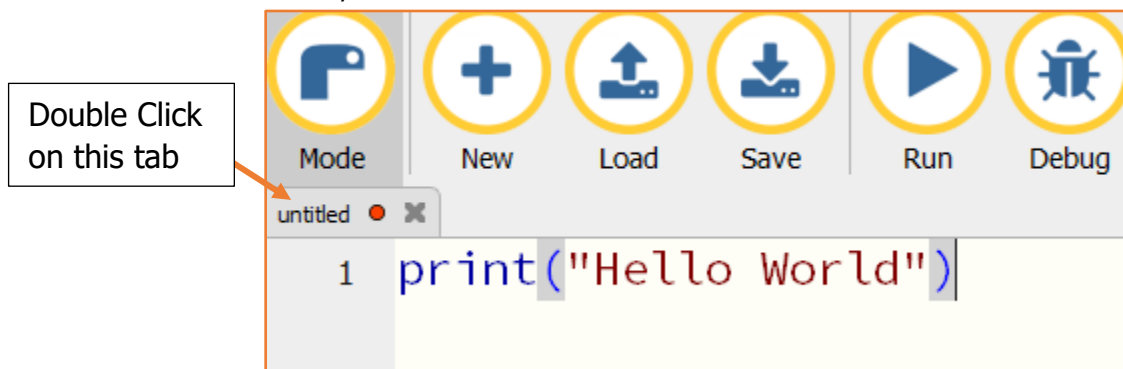 Double Click
on this tab
Mode New Load Save Run Debug
untitled
1 print("Hello World")